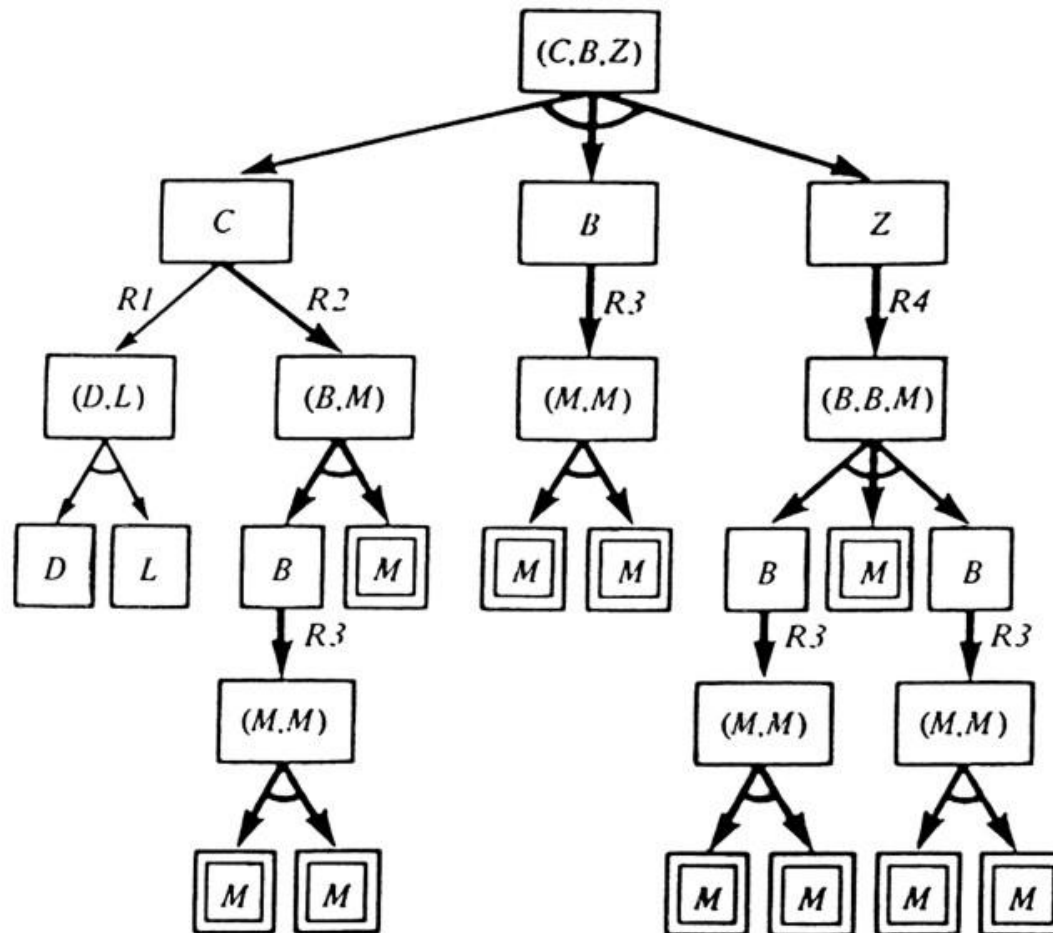 (C,B,Z)
C B Z
R1 R2 R3 R4
(D,L) (B,M) (M,M) (B,B,M)
D L B M M M B M B
R3 R3 R3
(M,M) (M,M) (M,M)
M M M M M M